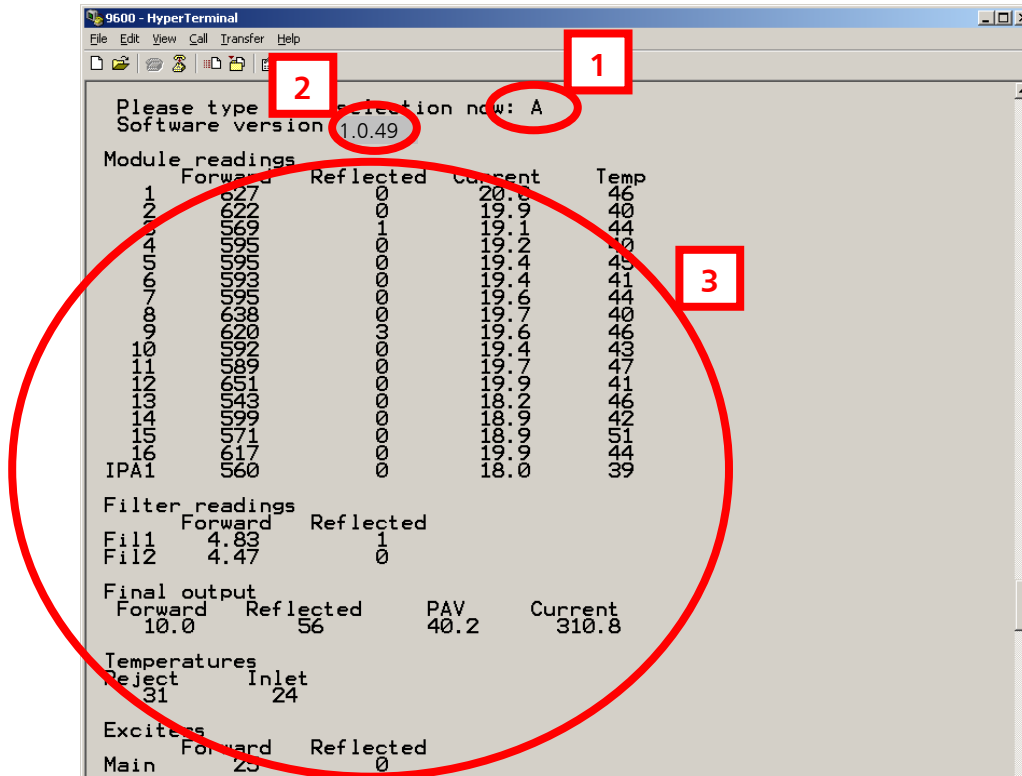 9600 - HyperTerminal
File Edit View Call Transfer Help
1
2
Please type selection now: A
Software version 1.0.49
Module readings
Forward Reflected Current Temp
1 627 0 20.0 46
2 622 0 19.9 40
3 569 1 19.1 44
4 595 0 19.2 40
5 595 0 19.4 45
6 593 0 19.4 41
7 595 0 19.6 44
8 638 0 19.7 40
9 620 3 19.6 46
10 592 0 19.4 43
11 589 0 19.7 47
12 651 0 19.9 41
13 543 0 18.2 46
14 599 0 18.9 42
15 571 0 18.9 51
16 617 0 19.9 44
IPA1 560 0 18.0 39
3
Filter readings
Forward Reflected
Fil1 4.83 1
Fil2 4.47 0
Final output
Forward Reflected PAV Current
10.0 56 40.2 310.8
Temperatures
Reject Inlet
31 24
Exciters
Forward Reflected
Main 25 0